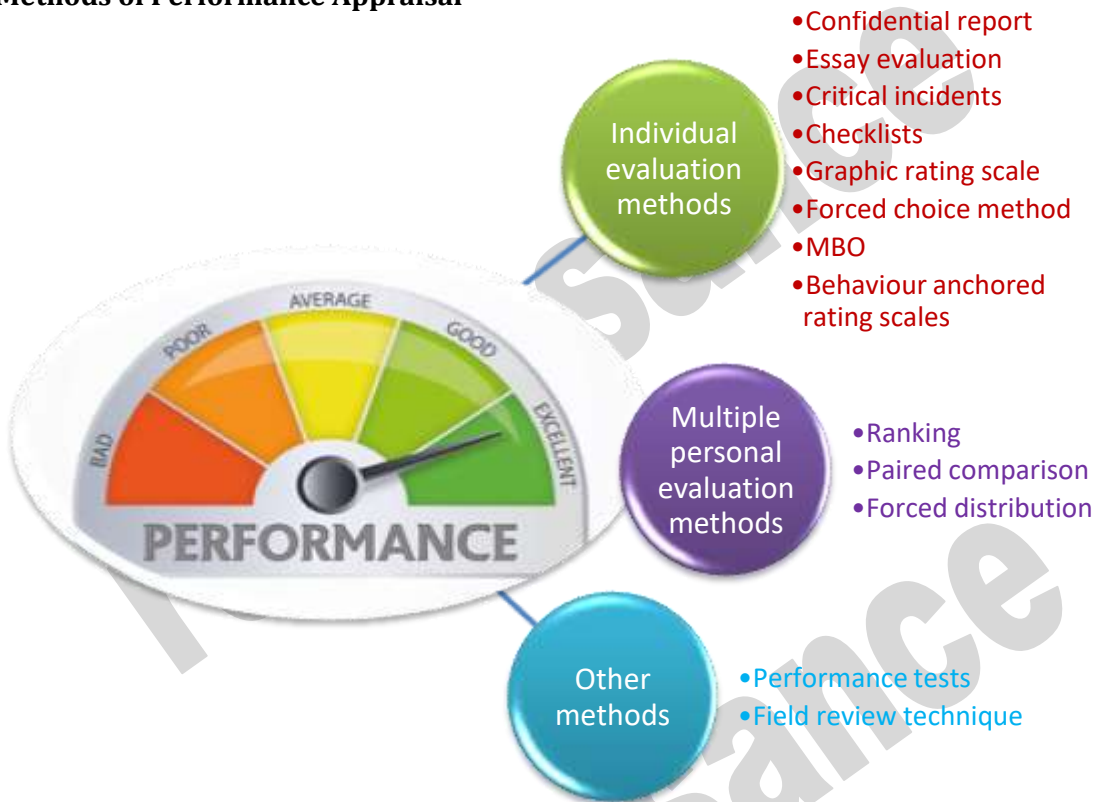 Methods of Performance Appraisal
Individual
evaluation
methods
•Confidential report
•Essay evaluation
•Critical incidents
•Checklists
•Graphic rating scale
•Forced choice method
•MBO
•Behaviour anchored
rating scales
BAD
POOR
AVERAGE
GOOD
EXCELLENT
PERFORMANCE
Multiple
personal
evaluation
methods
•Ranking
•Paired comparison
•Forced distribution
Other
methods
•Performance tests
•Field review technique